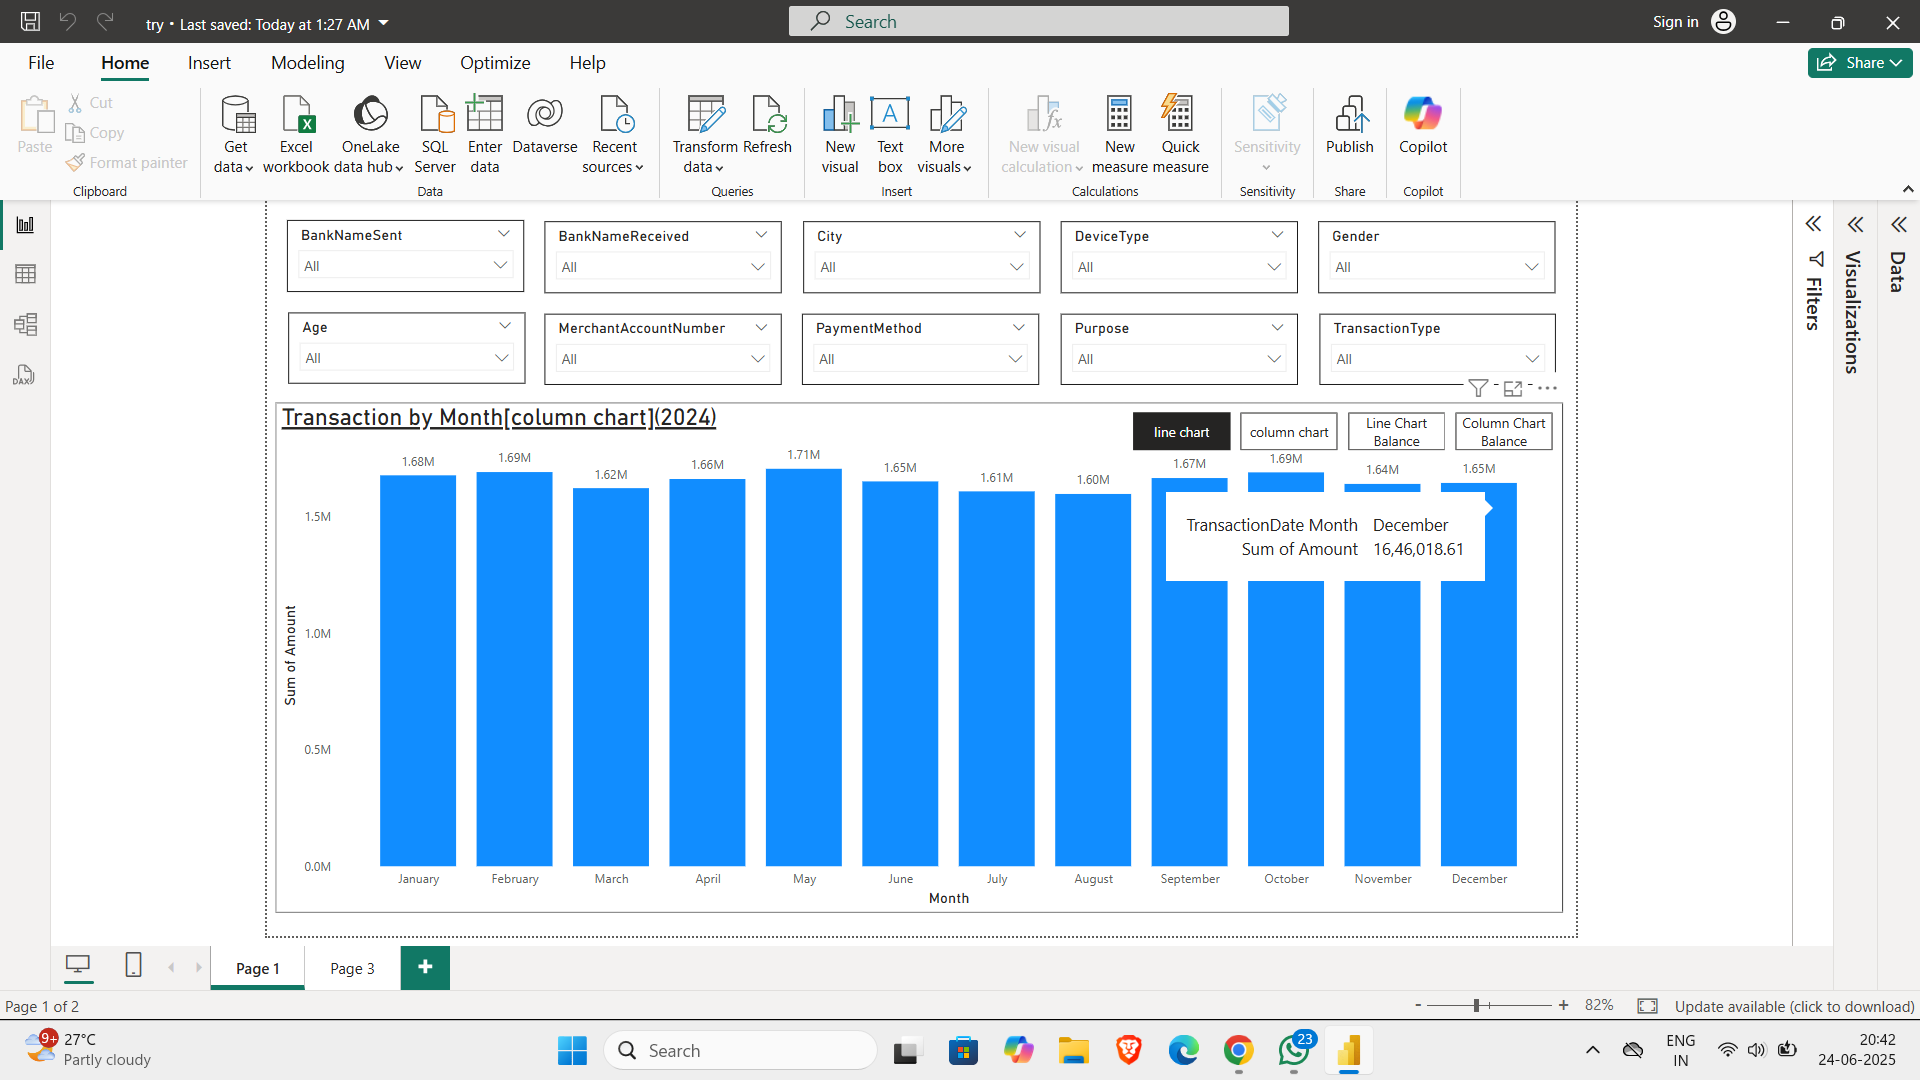 try • Last saved: Today at 1:27 AM
Search
Sign in
File
Home
Insert
Modeling
View
Optimize
Help
Share
Paste
Cut
Copy
Format painter
Clipboard
Get data
Excel workbook
OneLake data hub
SQL Server
Enter data
Dataverse
Recent sources
Data
Transform data
Refresh
Queries
New visual
Text box
More visuals
Insert
New visual calculation
New measure
Quick measure
Calculations
Sensitivity
Sensitivity
Publish
Share
Copilot
Copilot
DAX
BankNameSent
All
BankNameReceived
All
City
All
DeviceType
All
Gender
All
Age
All
MerchantAccountNumber
All
PaymentMethod
All
Purpose
All
TransactionType
All
Filters
Visualizations
Data
Transaction by Month[column chart](2024)
line chart
column chart
Line Chart Balance
Column Chart Balance
1.68M
1.69M
1.62M
1.66M
1.71M
1.65M
1.61M
1.60M
1.67M
1.69M
1.64M
1.65M
TransactionDate Month December
Sum of Amount 16,46,018.61
1.5M
1.0M
0.5M
0.0M
Sum of Amount
January
February
March
April
May
June
July
August
September
October
November
December
Month
Page 1
Page 3
+
Page 1 of 2
- + 82%
Update available (click to download)
9+
27°C
Partly cloudy
Search
23
ENG
IN
20:42
24-06-2025